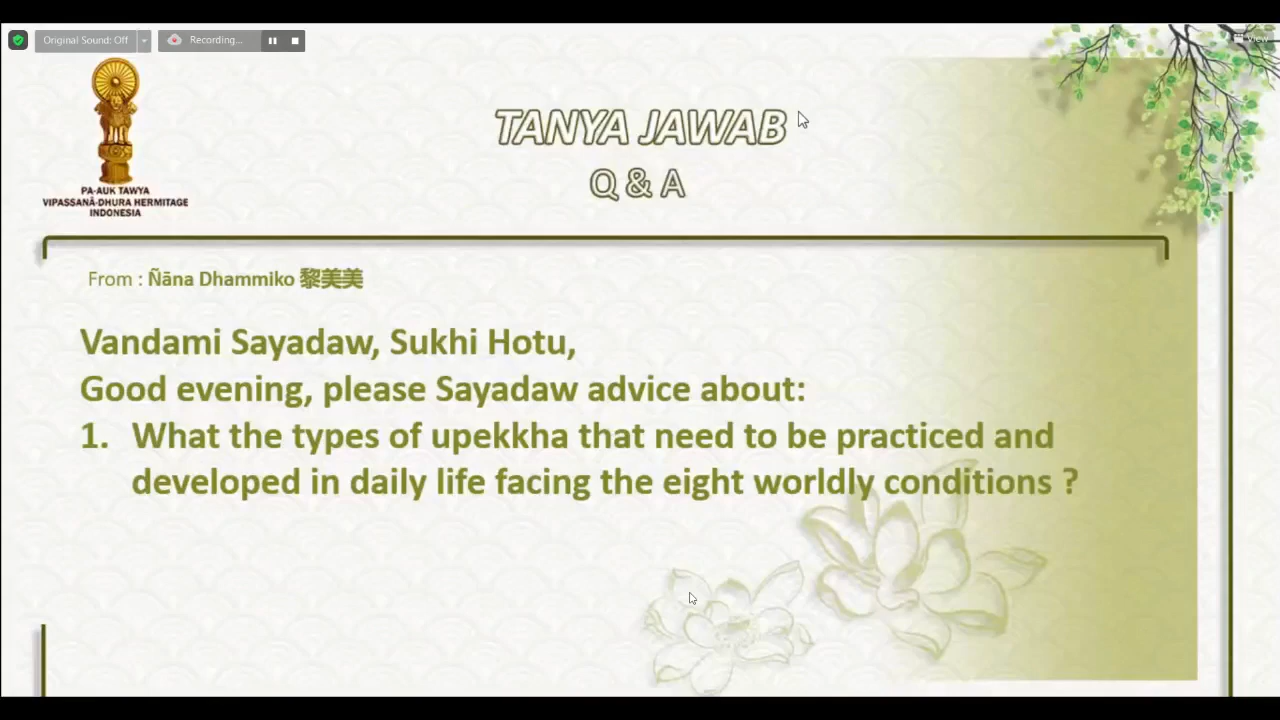 Original Sound: Off
Recording...
View
PA-AUK TAWYA
VIPASSANĀ-DHURA HERMITAGE
INDONESIA
TANYA JAWAB
Q & A
From : Ñāna Dhammiko 黎美美
Vandami Sayadaw, Sukhi Hotu,
Good evening, please Sayadaw advice about:
1. What the types of upekkha that need to be practiced and
developed in daily life facing the eight worldly conditions ?